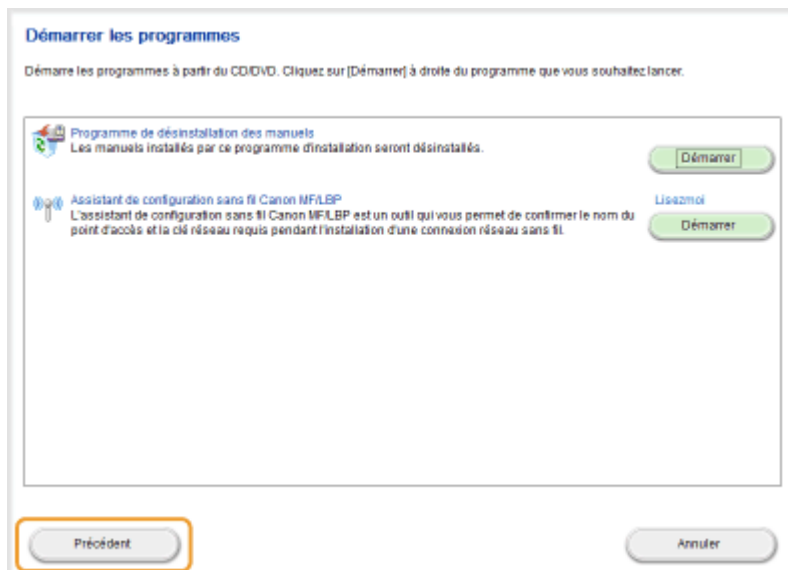 Démarrer les programmes
Démarre les programmes à partir du CD/DVD. Cliquez sur [Démarrer] à droite du programme que vous souhaitez lancer.
Programme de désinstallation des manuels
Les manuels installés par ce programme d'installation seront désinstallés.
Démarrer
Assistant de configuration sans fil Canon MF/LBP
Lisezmoi
L'assistant de configuration sans fil Canon MF/LBP est un outil qui vous permet de confirmer le nom du
point d'accès et la clé réseau requis pendant l'installation d'une connexion réseau sans fil.
Démarrer
Précédent
Annuler